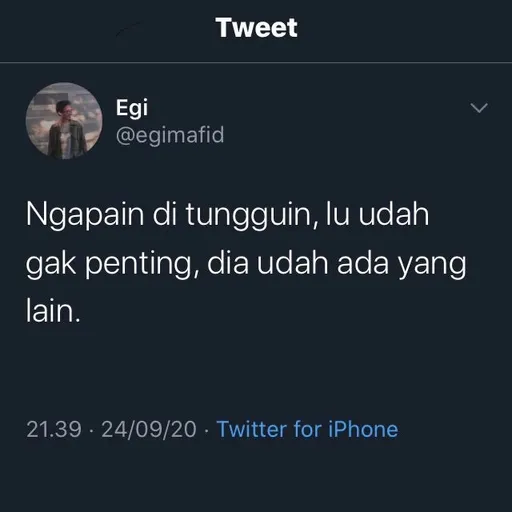 Tweet
Egi
@egimafid
Ngapain di tungguin, lu udah
gak penting, dia udah ada yang
lain.
21.39 · 24/09/20 · Twitter for iPhone